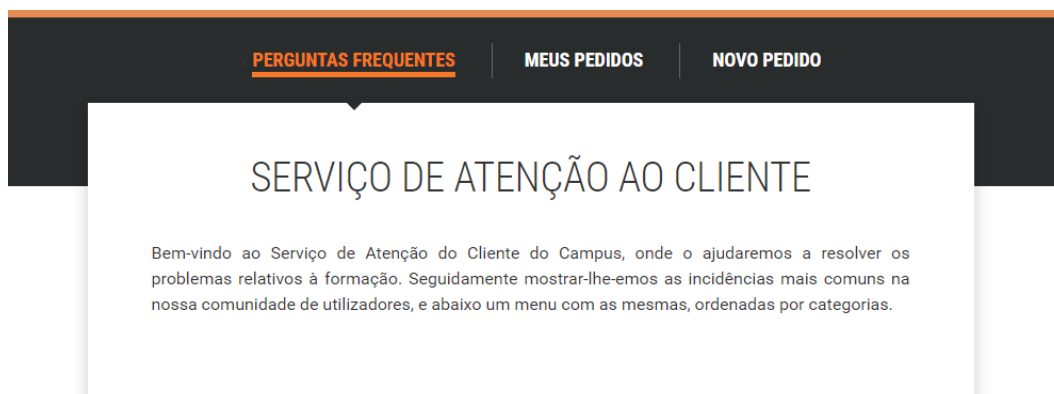 PERGUNTAS FREQUENTES MEUS PEDIDOS NOVO PEDIDO
SERVIÇO DE ATENÇÃO AO CLIENTE
Bem-vindo ao Serviço de Atenção do Cliente do Campus, onde o ajudaremos a resolver os
problemas relativos à formação. Seguidamente mostrar-lhe-emos as incidências mais comuns na
nossa comunidade de utilizadores, e abaixo um menu com as mesmas, ordenadas por categorias.